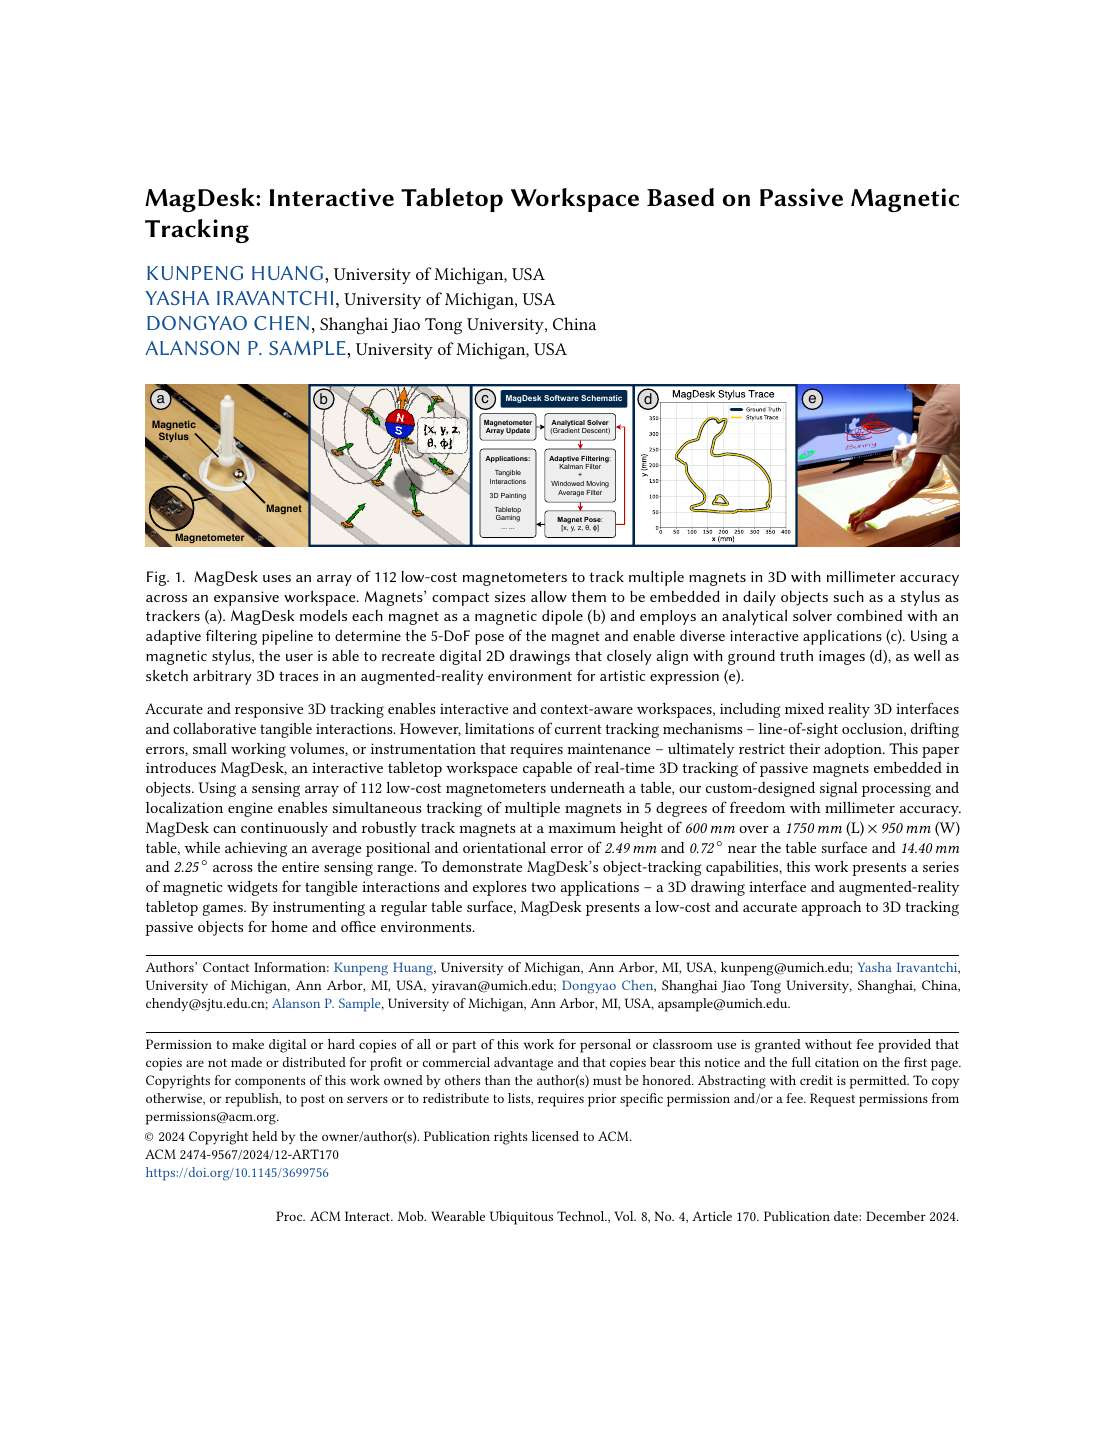 MagDesk: Interactive Tabletop Workspace Based on Passive Magnetic
Tracking
KUNPENG HUANG, University of Michigan, USA
YASHA IRAVANTCHI, University of Michigan, USA
DONGYAO CHEN, Shanghai Jiao Tong University, China
ALANSON P. SAMPLE, University of Michigan, USA
a
Magnetic
Stylus
Magnet
Magnetometer
b
N
S
{x, y, z,
θ, ϕ}
c
MagDesk Software Schematic
Magnetometer
Array Update
Analytical Solver
(Gradient Descent)
Applications:
Tangible
Interactions
3D Painting
Tabletop
Gaming
... ...
Adaptive Filtering:
Kalman Filter
+
Windowed Moving
Average Filter
Magnet Pose:
[x, y, z, θ, ϕ]
d
MagDesk Stylus Trace
Ground Truth
Stylus Trace
y (mm)
350
300
250
200
150
100
50
0
0 50 100 150 200 250 300 350 400
x (mm)
e
Bunny
Fig. 1. MagDesk uses an array of 112 low-cost magnetometers to track multiple magnets in 3D with millimeter accuracy
across an expansive workspace. Magnets' compact sizes allow them to be embedded in daily objects such as a stylus as
trackers (a). MagDesk models each magnet as a magnetic dipole (b) and employs an analytical solver combined with an
adaptive filtering pipeline to determine the 5-DoF pose of the magnet and enable diverse interactive applications (c). Using a
magnetic stylus, the user is able to recreate digital 2D drawings that closely align with ground truth images (d), as well as
sketch arbitrary 3D traces in an augmented-reality environment for artistic expression (e).
Accurate and responsive 3D tracking enables interactive and context-aware workspaces, including mixed reality 3D interfaces
and collaborative tangible interactions. However, limitations of current tracking mechanisms – line-of-sight occlusion, drifting
errors, small working volumes, or instrumentation that requires maintenance – ultimately restrict their adoption. This paper
introduces MagDesk, an interactive tabletop workspace capable of real-time 3D tracking of passive magnets embedded in
objects. Using a sensing array of 112 low-cost magnetometers underneath a table, our custom-designed signal processing and
localization engine enables simultaneous tracking of multiple magnets in 5 degrees of freedom with millimeter accuracy.
MagDesk can continuously and robustly track magnets at a maximum height of 600 mm over a 1750 mm (L) × 950 mm (W)
table, while achieving an average positional and orientational error of 2.49 mm and 0.72° near the table surface and 14.40 mm
and 2.25° across the entire sensing range. To demonstrate MagDesk's object-tracking capabilities, this work presents a series
of magnetic widgets for tangible interactions and explores two applications – a 3D drawing interface and augmented-reality
tabletop games. By instrumenting a regular table surface, MagDesk presents a low-cost and accurate approach to 3D tracking
passive objects for home and office environments.
Authors' Contact Information: Kunpeng Huang, University of Michigan, Ann Arbor, MI, USA, kunpeng@umich.edu; Yasha Iravantchi,
University of Michigan, Ann Arbor, MI, USA, yiravan@umich.edu; Dongyao Chen, Shanghai Jiao Tong University, Shanghai, China,
chendy@sjtu.edu.cn; Alanson P. Sample, University of Michigan, Ann Arbor, MI, USA, apsample@umich.edu.
Permission to make digital or hard copies of all or part of this work for personal or classroom use is granted without fee provided that
copies are not made or distributed for profit or commercial advantage and that copies bear this notice and the full citation on the first page.
Copyrights for components of this work owned by others than the author(s) must be honored. Abstracting with credit is permitted. To copy
otherwise, or republish, to post on servers or to redistribute to lists, requires prior specific permission and/or a fee. Request permissions from
permissions@acm.org.
© 2024 Copyright held by the owner/author(s). Publication rights licensed to ACM.
ACM 2474-9567/2024/12-ART170
https://doi.org/10.1145/3699756
Proc. ACM Interact. Mob. Wearable Ubiquitous Technol., Vol. 8, No. 4, Article 170. Publication date: December 2024.